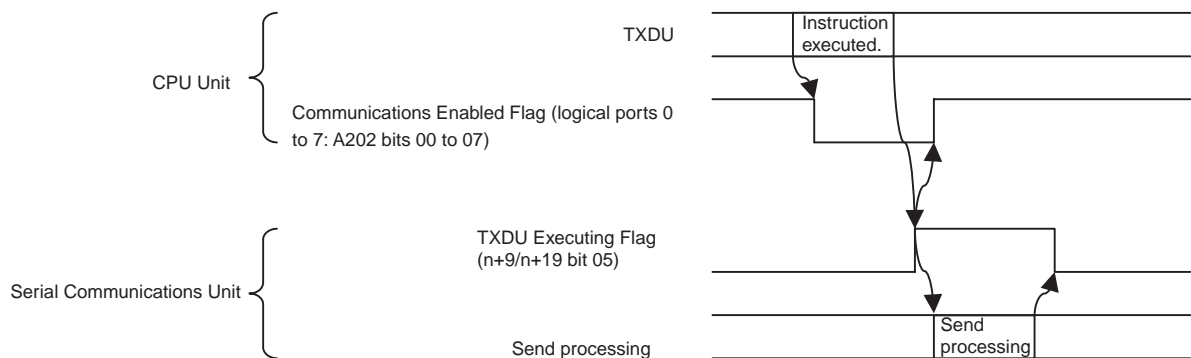 TXDU
Instruction
executed.
CPU Unit
Communications Enabled Flag (logical ports 0
to 7: A202 bits 00 to 07)
TXDU Executing Flag
(n+9/n+19 bit 05)
Serial Communications Unit
Send processing
Send
processing